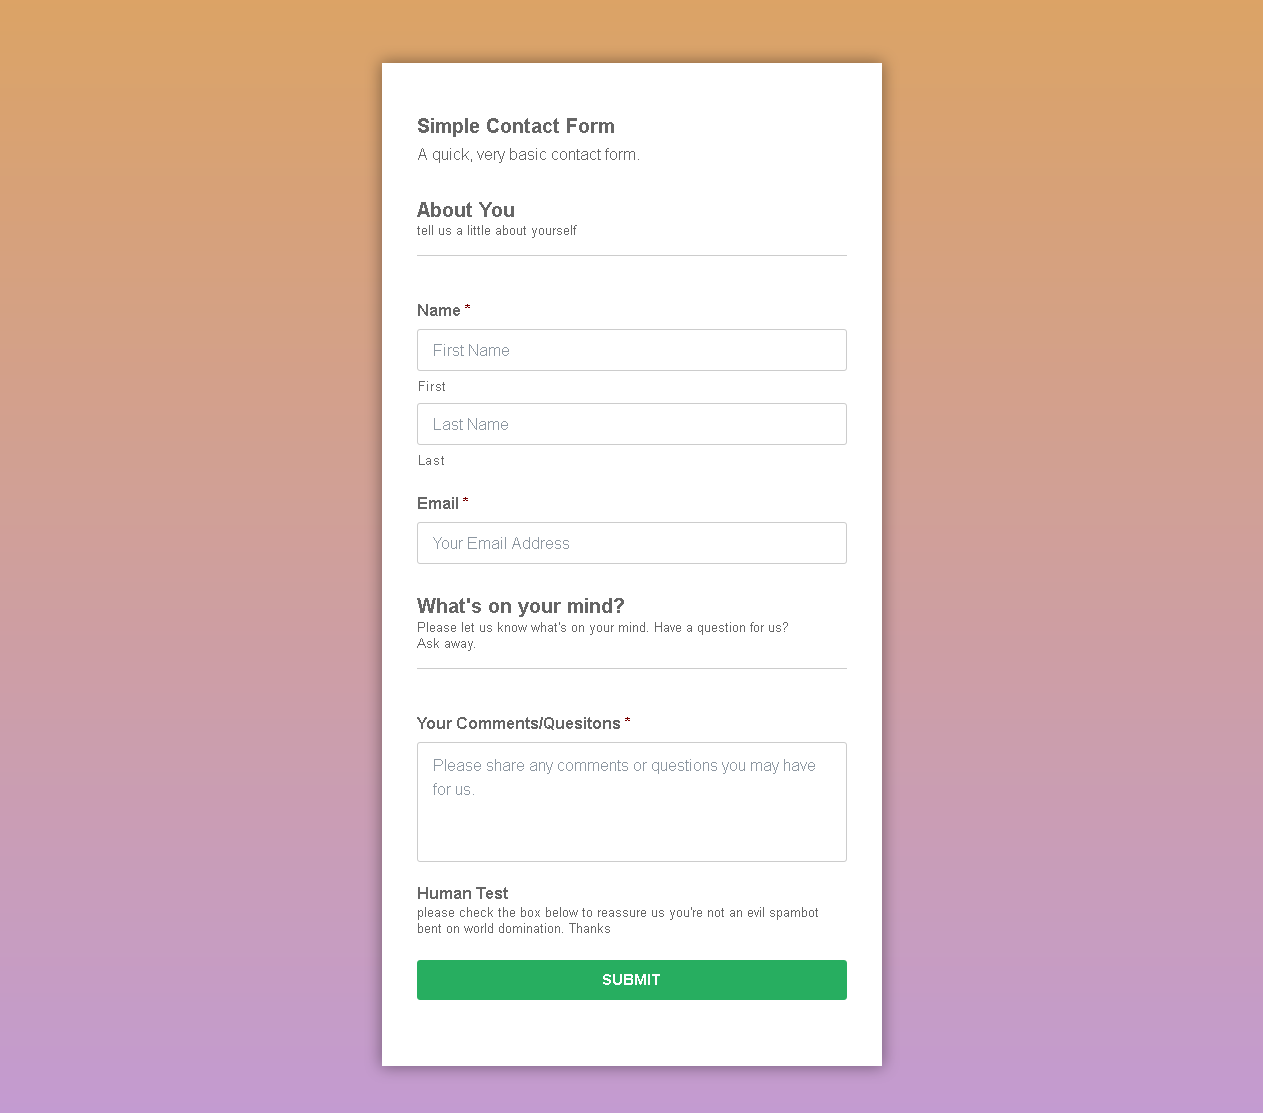 Simple Contact Form
A quick, very basic contact form.
About You
tell us a little about yourself
Name *
First Name
First
Last Name
Last
Email *
Your Email Address
What's on your mind?
Please let us know what's on your mind. Have a question for us?
Ask away.
Your Comments/Quesitons *
Please share any comments or questions you may have
for us.
Human Test
please check the box below to reassure us you're not an evil spambot
bent on world domination. Thanks
SUBMIT